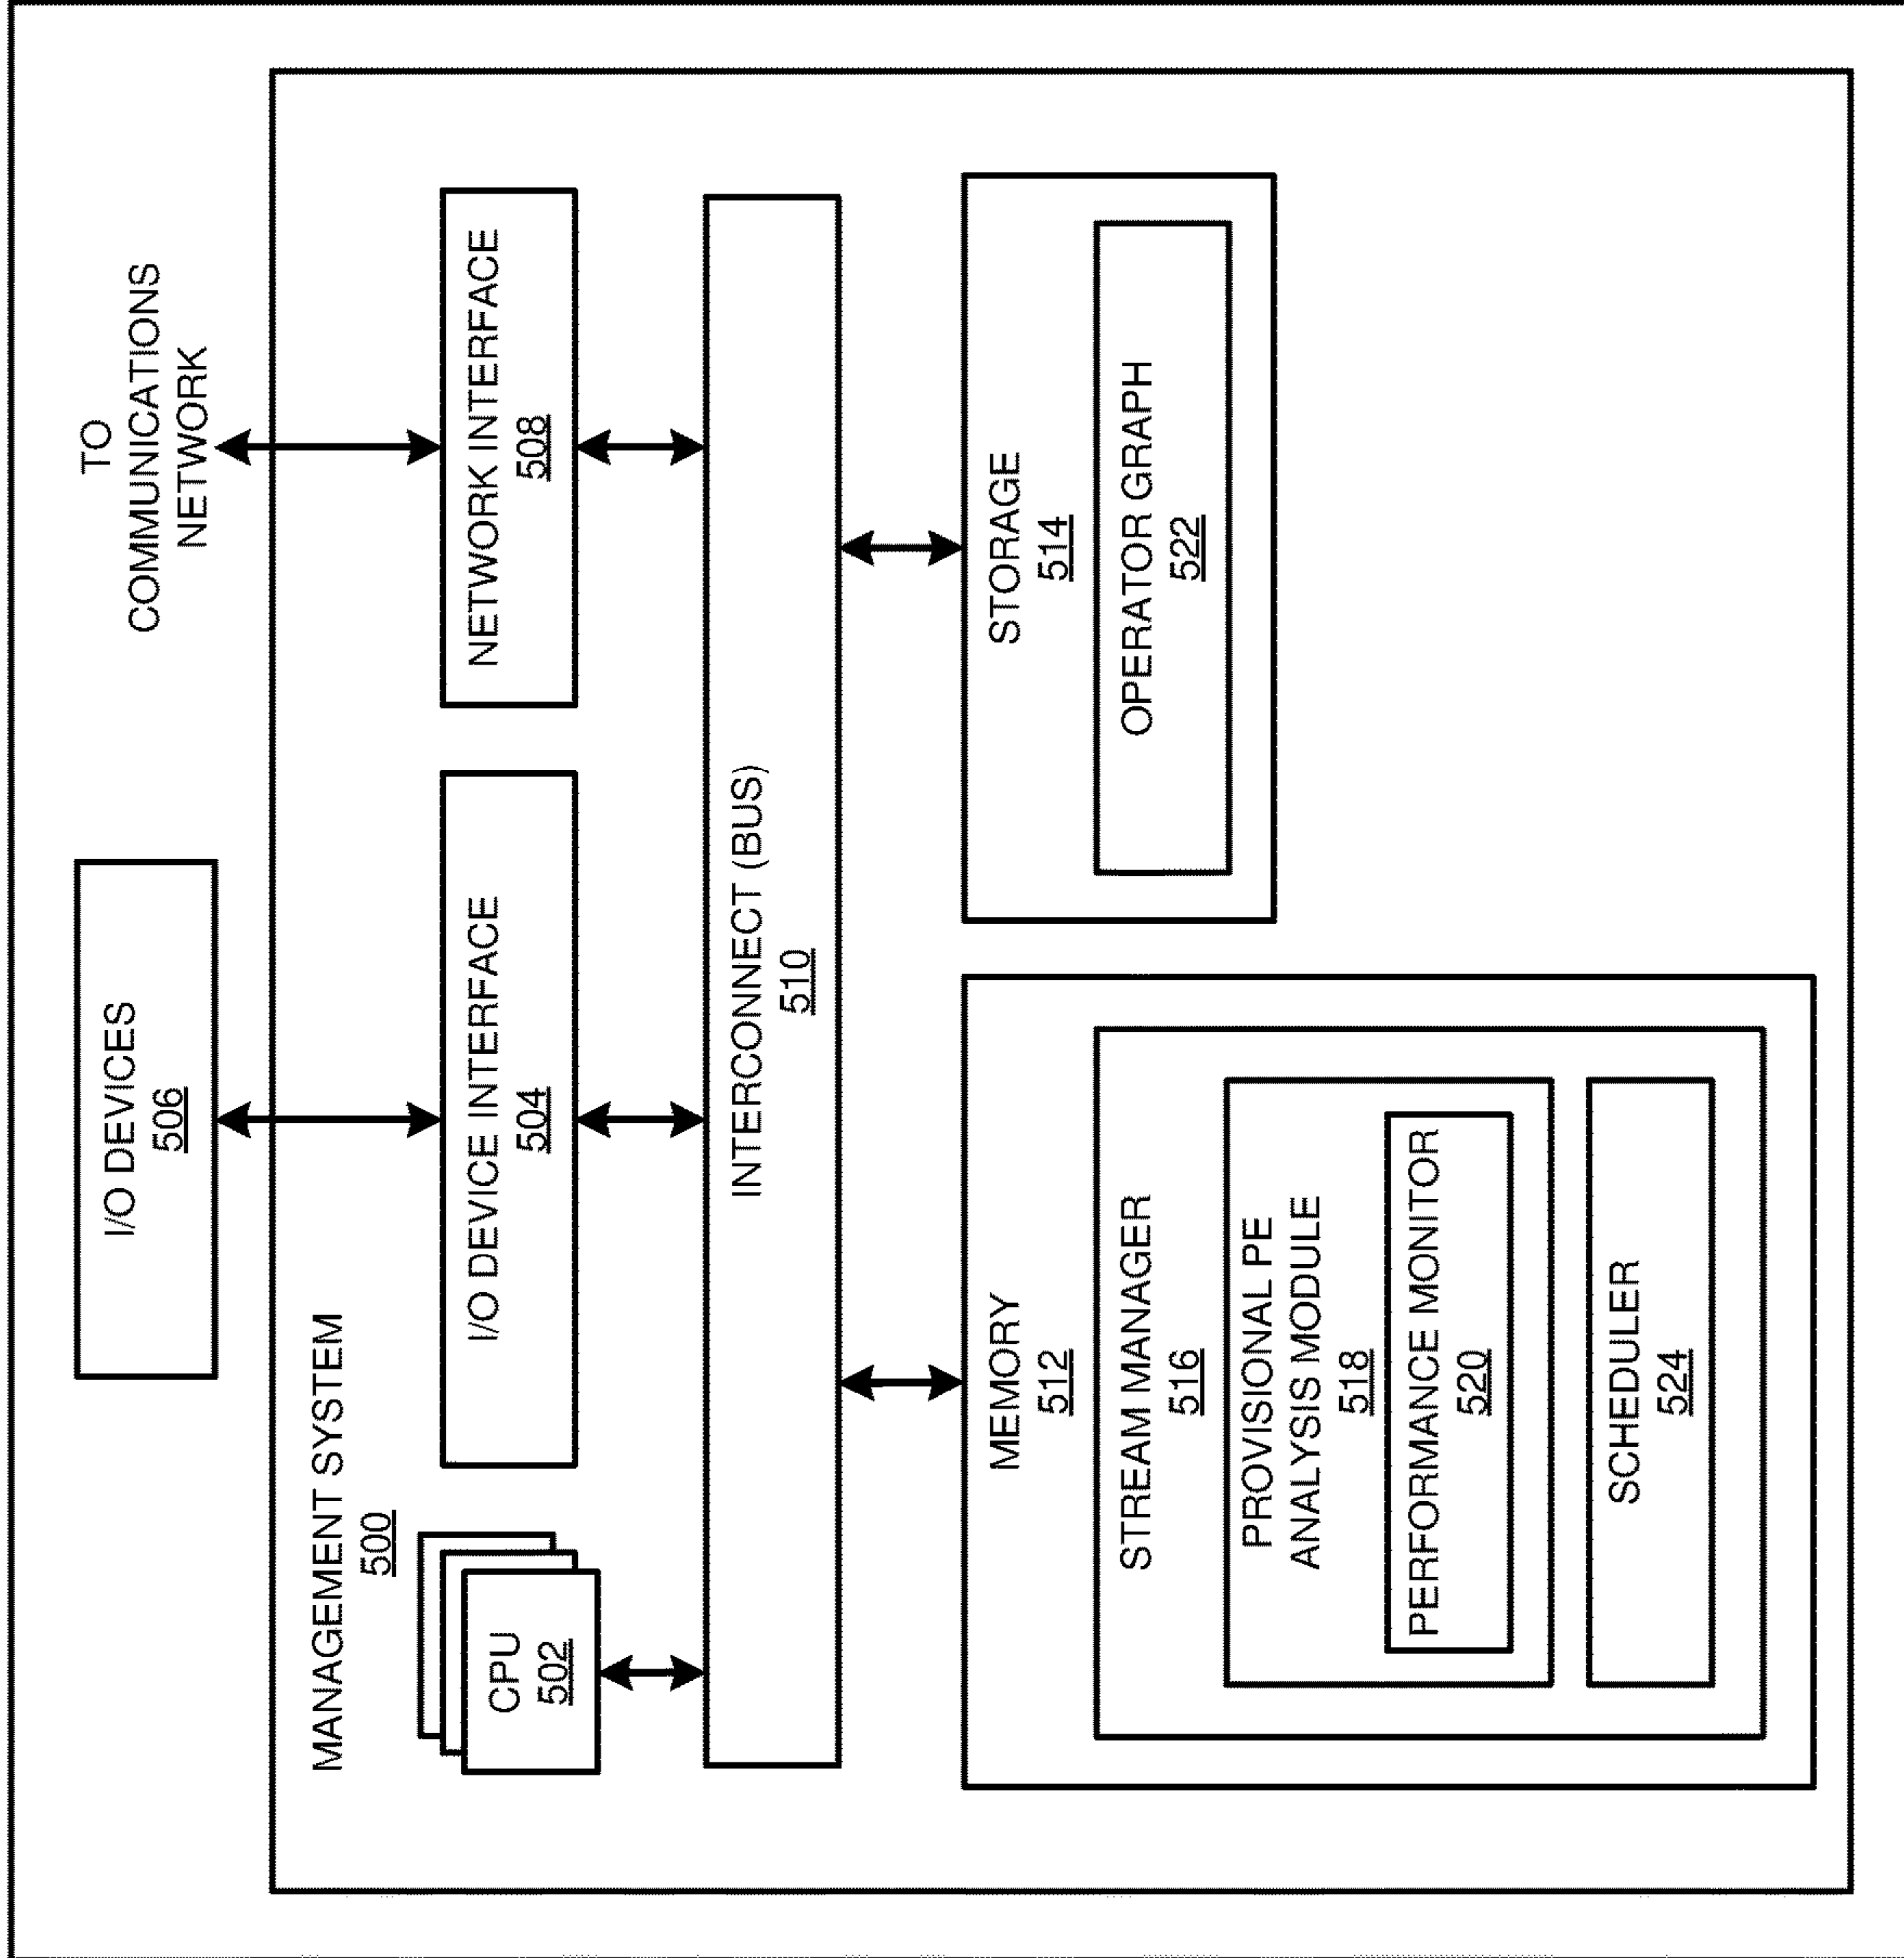 I/O DEVICES
506
TO
COMMUNICATIONS
NETWORK
MANAGEMENT SYSTEM
500
CPU
502
I/O DEVICE INTERFACE
504
NETWORK INTERFACE
508
INTERCONNECT (BUS)
510
MEMORY
512
STREAM MANAGER
516
PROVISIONAL PE
ANALYSIS MODULE
518
PERFORMANCE MONITOR
520
SCHEDULER
524
STORAGE
514
OPERATOR GRAPH
522